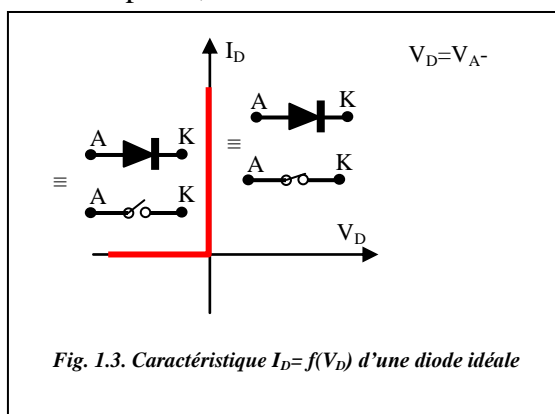 I_D
V_D=V_A-
A K
A K
≡
≡
A K
A K
V_D
Fig. 1.3. Caractéristique I_D= f(V_D) d'une diode idéale